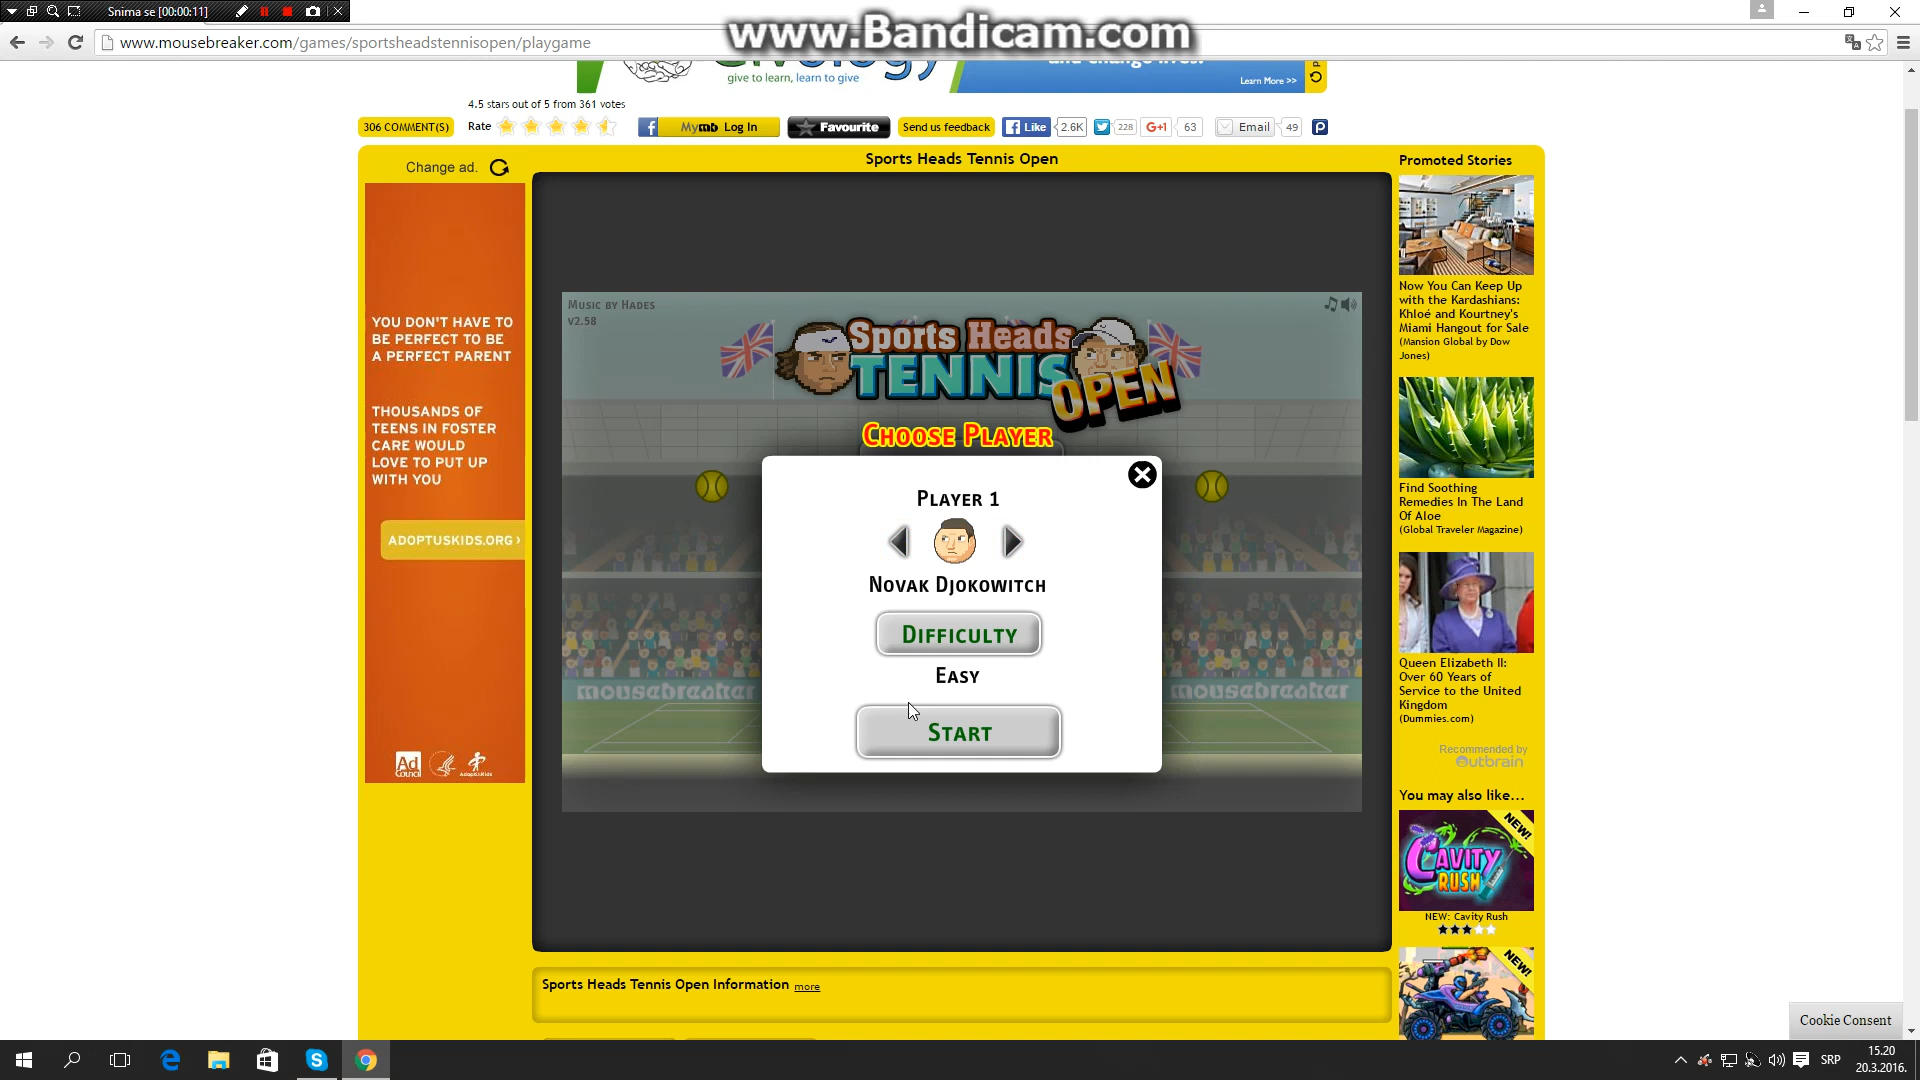 Snima se [00:00:11]
www.Bandicam.com
www.mousebreaker.com/games/sportsheadstennisopen/playgame
give to learn, learn to give
and change lives.
Learn More >>
4.5 stars out of 5 from 361 votes
306 COMMENT(S)
Rate
Mymb Log In
Favourite
Send us feedback
Like
2.6K
228
G+1
63
Email
49
Change ad.
Sports Heads Tennis Open
Promoted Stories
YOU DON'T HAVE TO
BE PERFECT TO BE
A PERFECT PARENT
THOUSANDS OF
TEENS IN FOSTER
CARE WOULD
LOVE TO PUT UP
WITH YOU
ADOPTUSKIDS.ORG ›
Ad
Council
AdoptUsKids
Music by Hades
v2.58
Sports Heads
TENNIS
OPEN
Choose Player
Player 1
Novak Djokowitch
Difficulty
Easy
Start
mousebreaker
mousebreaker
Now You Can Keep Up
with the Kardashians:
Khloé and Kourtney's
Miami Hangout for Sale
(Mansion Global by Dow
Jones)
Find Soothing
Remedies In The Land
Of Aloe
(Global Traveler Magazine)
Queen Elizabeth II:
Over 60 Years of
Service to the United
Kingdom
(Dummies.com)
Recommended by
Outbrain
You may also like...
NEW!
CAVITY
RUSH
NEW: Cavity Rush
NEW!
Sports Heads Tennis Open Information more
Cookie Consent
SRP
15.20
20.3.2016.